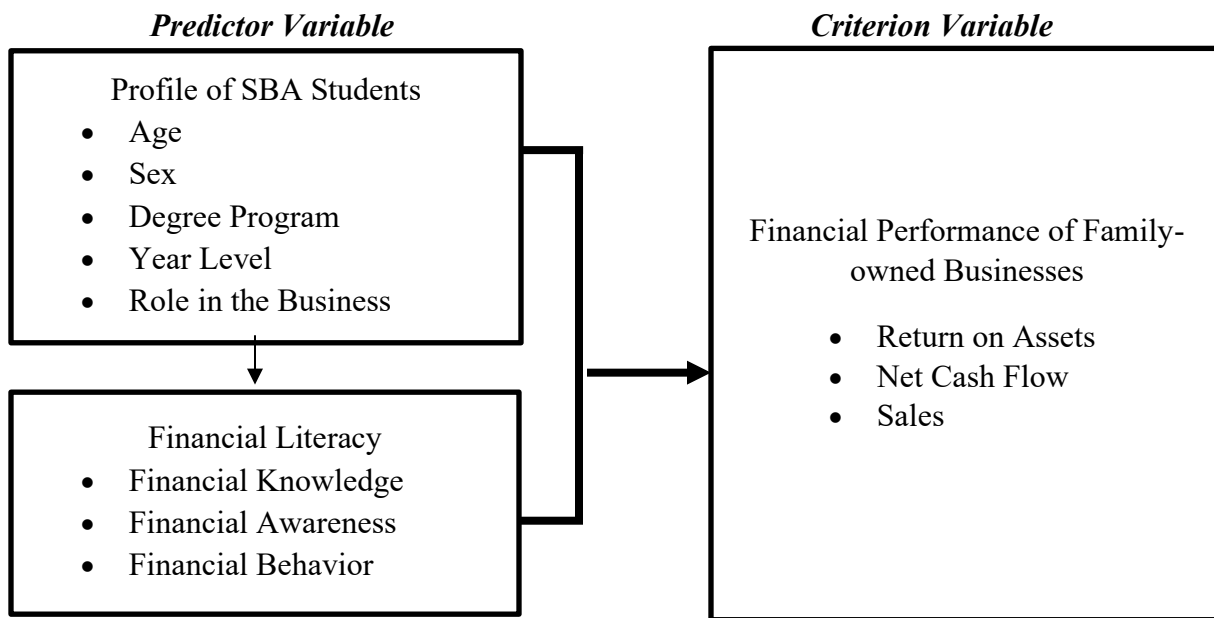 Predictor Variable
Profile of SBA Students
• Age
• Sex
• Degree Program
• Year Level
• Role in the Business
Financial Literacy
• Financial Knowledge
• Financial Awareness
• Financial Behavior
Criterion Variable
Financial Performance of Family-
owned Businesses
• Return on Assets
• Net Cash Flow
• Sales